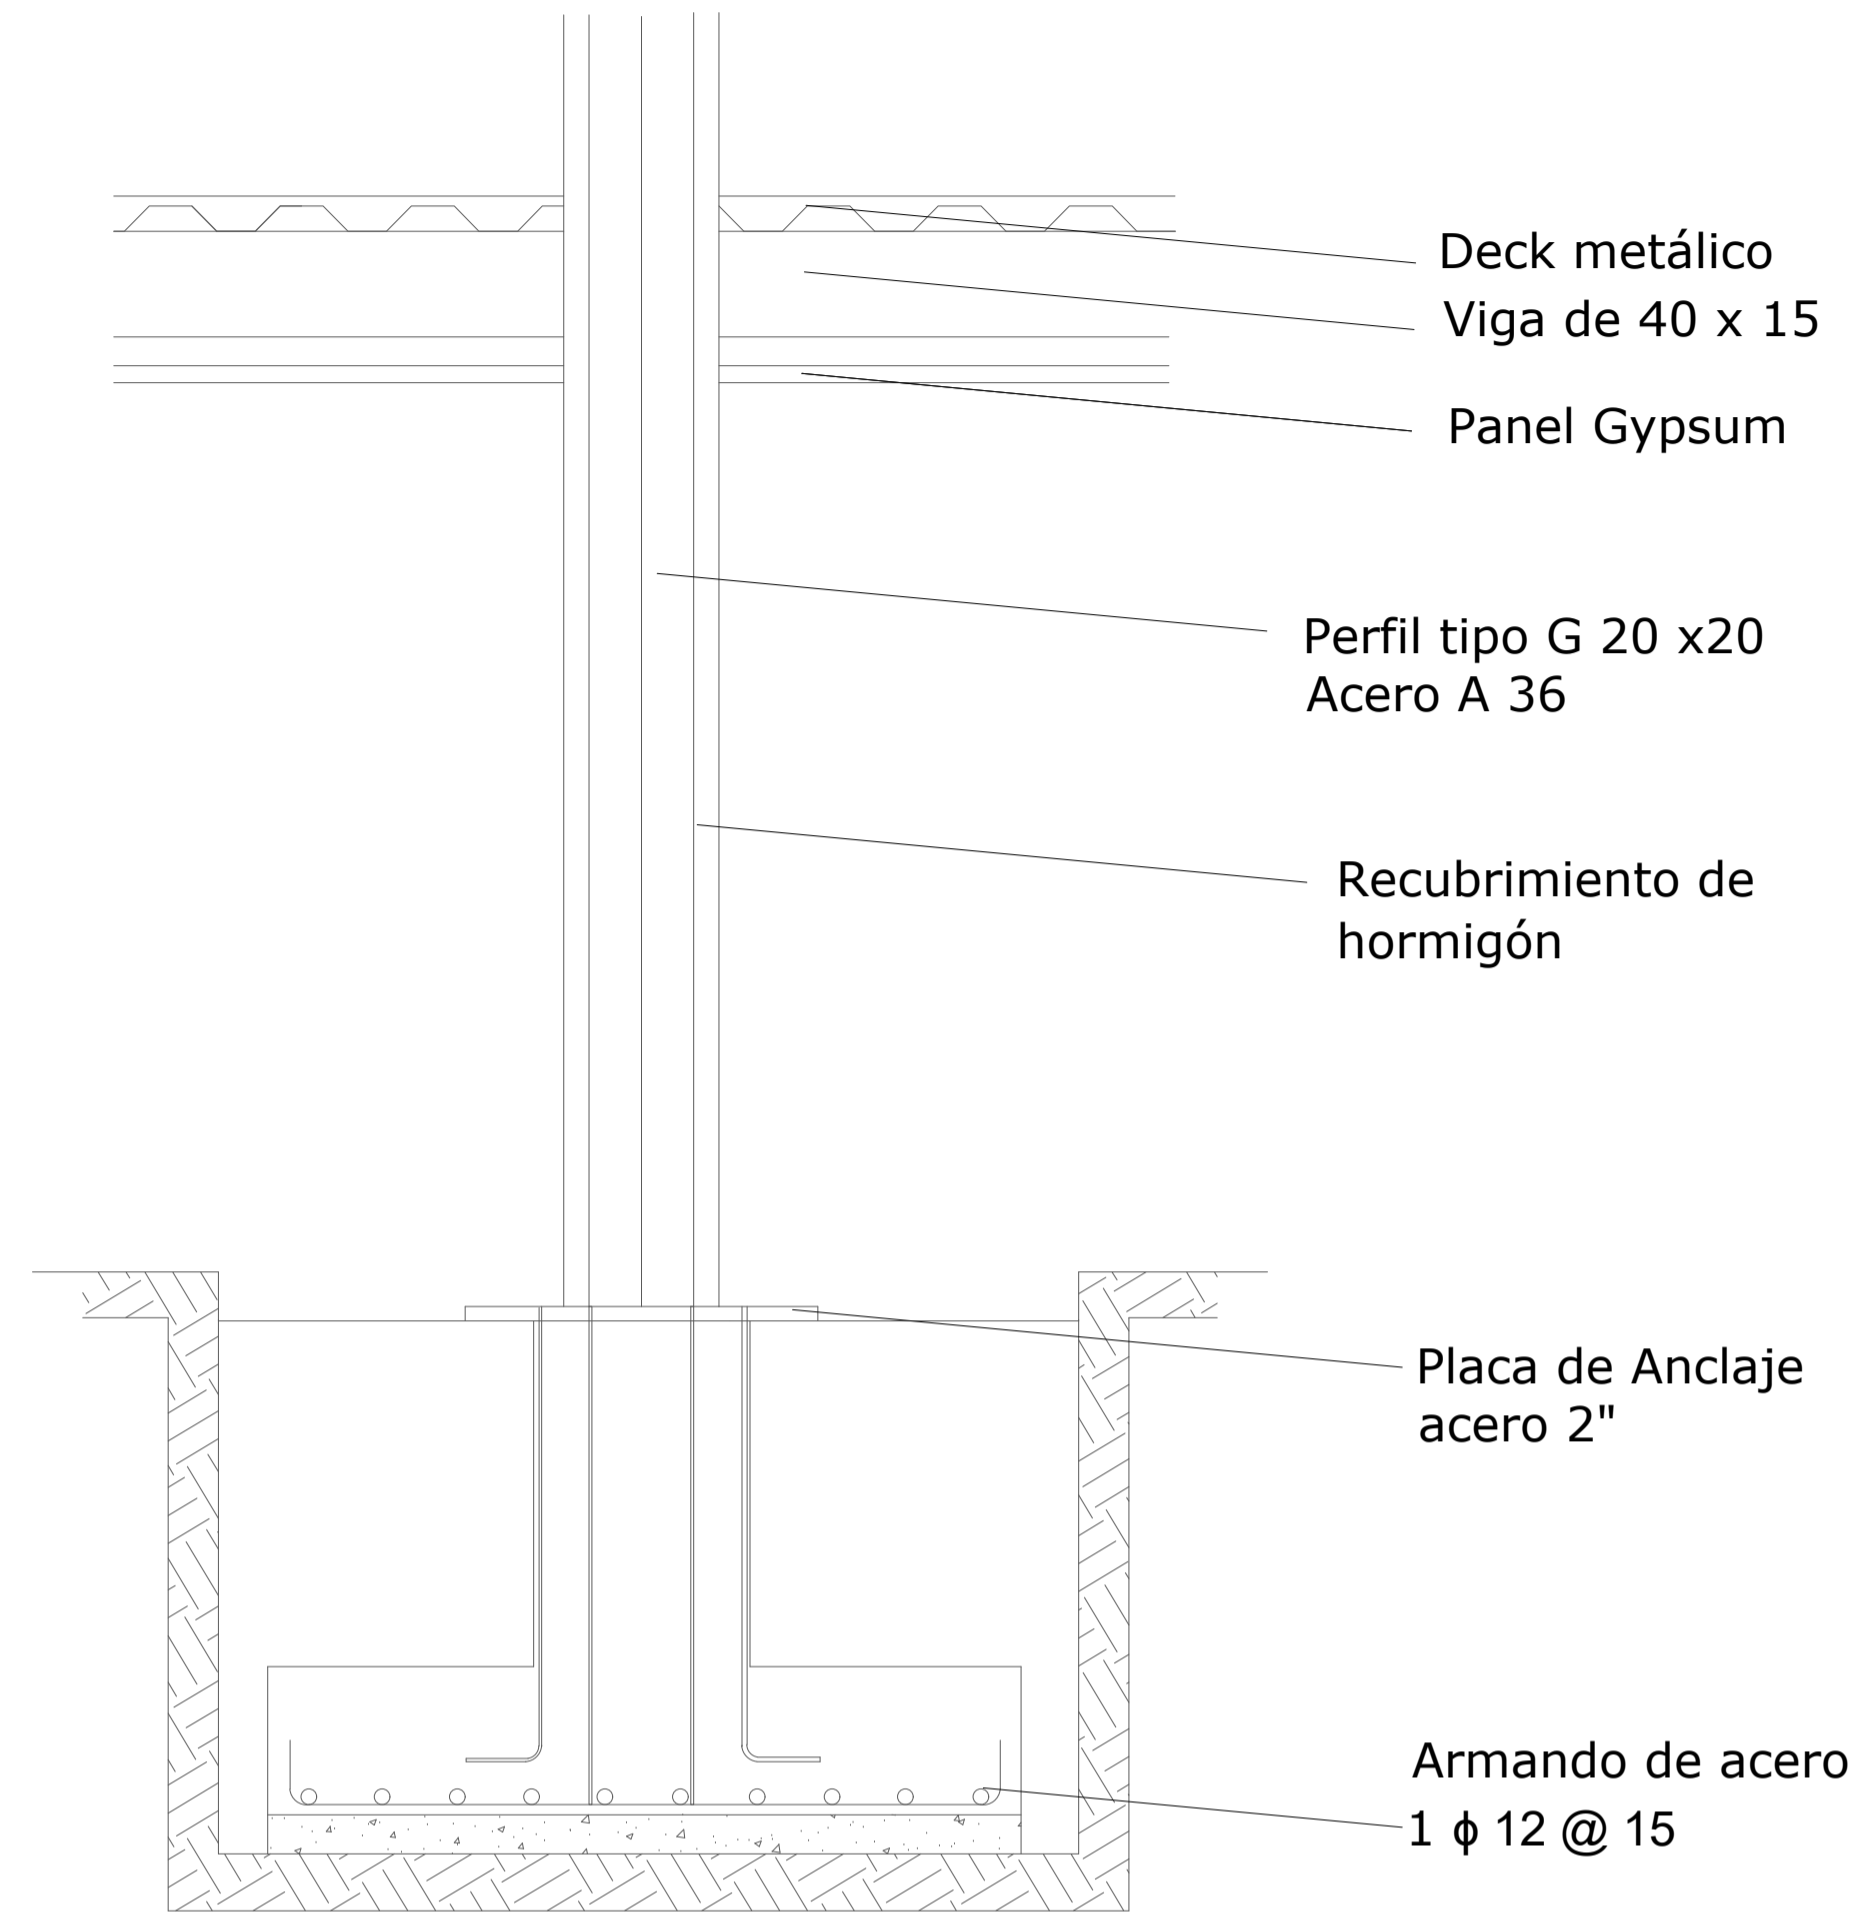 Deck metálico
Viga de 40 x 15
Panel Gypsum
Perfil tipo G 20 x20
Acero A 36
Recubrimiento de
hormigón
Placa de Anclaje
acero 2"
Armando de acero
1 ϕ 12 @ 15